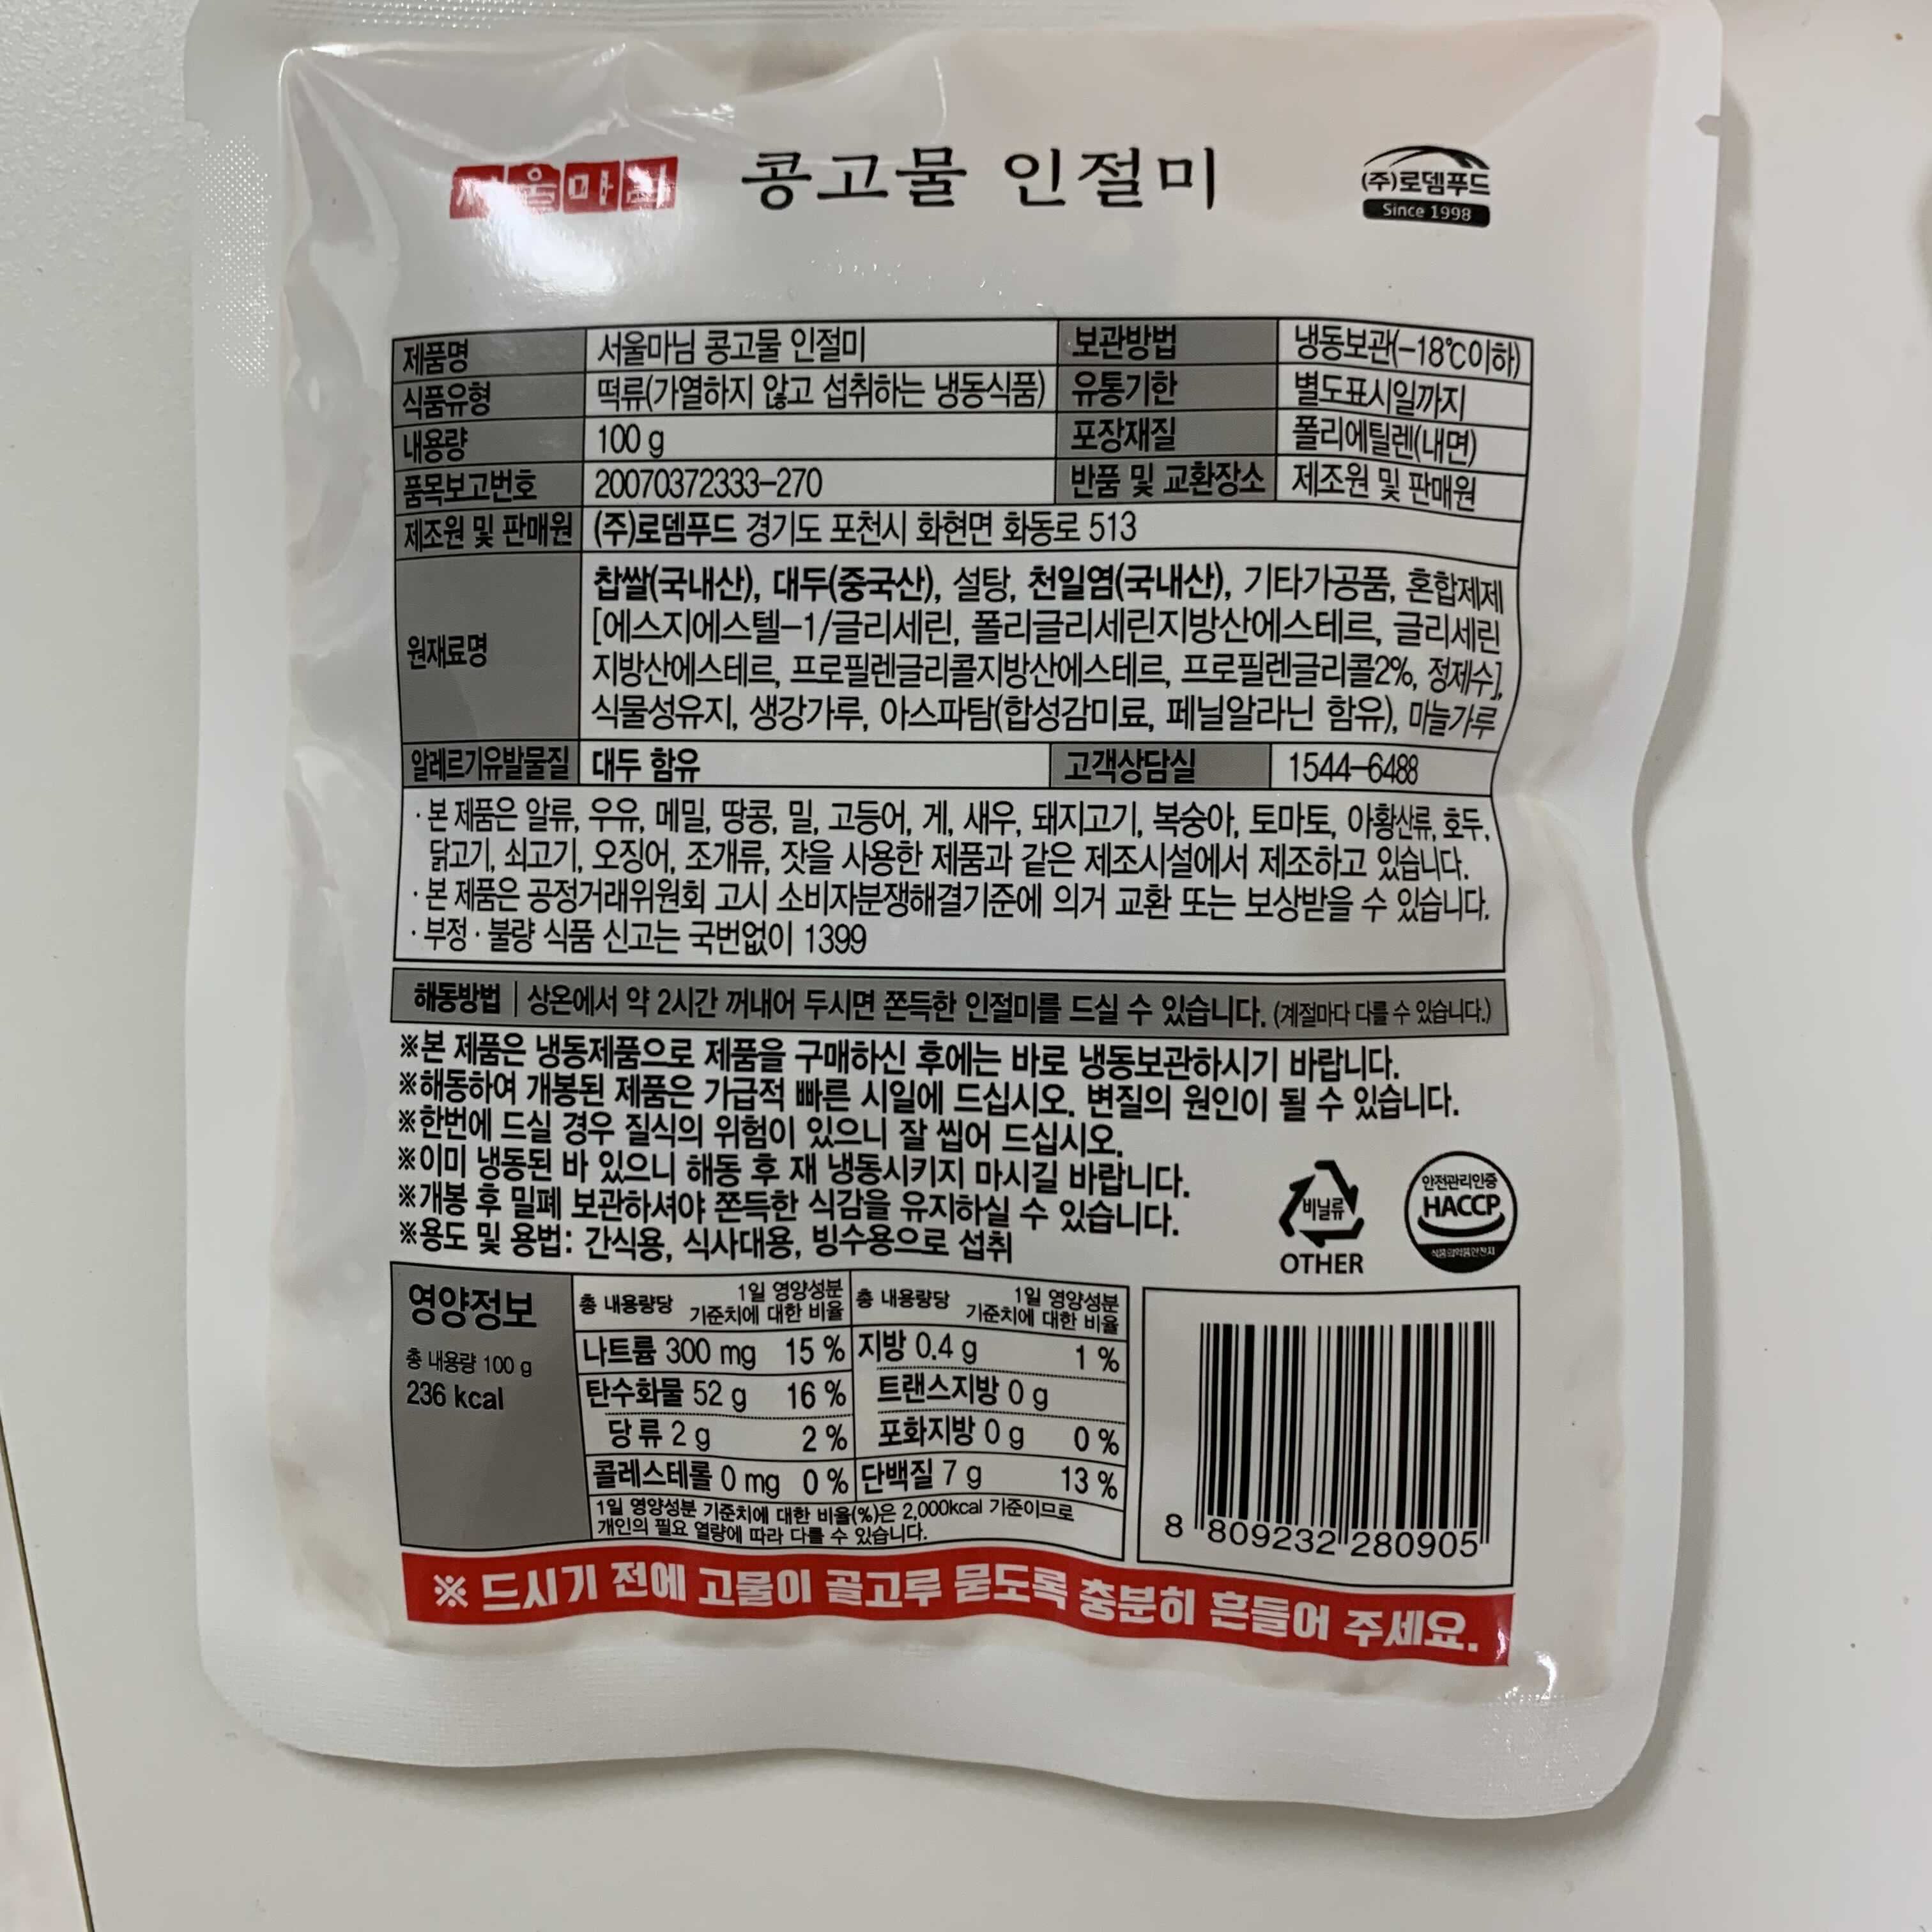 서울마님 콩고물 인절미 (주)로뎀푸드
Since 1998
제품명 서울마님 콩고물 인절미 보관방법 냉동보관(-18℃이하)
식품유형 떡류(가열하지 않고 섭취하는 냉동식품) 유통기한 별도표시일까지
내용량 100 g 포장재질 폴리에틸렌(내면)
품목보고번호 20070372333-270 반품 및 교환장소 제조원 및 판매원
제조원 및 판매원 (주)로뎀푸드 경기도 포천시 화현면 화동로 513
원재료명
찹쌀(국내산), 대두(중국산), 설탕, 천일염(국내산), 기타가공품, 혼합제제
[에스지에스텔-1/글리세린, 폴리글리세린지방산에스테르, 글리세린
지방산에스테르, 프로필렌글리콜지방산에스테르, 프로필렌글리콜2%, 정제수],
식물성유지, 생강가루, 아스파탐(합성감미료, 페닐알라닌 함유), 마늘가루
알레르기유발물질 대두 함유 고객상담실 1544-6488
· 본 제품은 알류, 우유, 메밀, 땅콩, 밀, 고등어, 게, 새우, 돼지고기, 복숭아, 토마토, 아황산류, 호두,
닭고기, 쇠고기, 오징어, 조개류, 잣을 사용한 제품과 같은 제조시설에서 제조하고 있습니다.
· 본 제품은 공정거래위원회 고시 소비자분쟁해결기준에 의거 교환 또는 보상받을 수 있습니다.
· 부정 · 불량 식품 신고는 국번없이 1399
해동방법 | 상온에서 약 2시간 꺼내어 두시면 쫀득한 인절미를 드실 수 있습니다. (계절마다 다를 수 있습니다.)
※본 제품은 냉동제품으로 제품을 구매하신 후에는 바로 냉동보관하시기 바랍니다.
※해동하여 개봉된 제품은 가급적 빠른 시일에 드십시오. 변질의 원인이 될 수 있습니다.
※한번에 드실 경우 질식의 위험이 있으니 잘 씹어 드십시오.
※이미 냉동된 바 있으니 해동 후 재 냉동시키지 마시길 바랍니다.
※개봉 후 밀폐 보관하셔야 쫀득한 식감을 유지하실 수 있습니다.
※용도 및 용법: 간식용, 식사대용, 빙수용으로 섭취
비닐류
OTHER
안전관리인증
HACCP
식품의약품안전처
영양정보
총 내용량 100 g
236 kcal
총 내용량당 1일 영양성분 기준치에 대한 비율 총 내용량당 1일 영양성분 기준치에 대한 비율
나트륨 300 mg 15 % 지방 0.4 g 1 %
탄수화물 52 g 16 % 트랜스지방 0 g
당류 2 g 2 % 포화지방 0 g 0 %
콜레스테롤 0 mg 0 % 단백질 7 g 13 %
1일 영양성분 기준치에 대한 비율(%)은 2,000kcal 기준이므로
개인의 필요 열량에 따라 다를 수 있습니다.
8 809232 280905
※ 드시기 전에 고물이 골고루 묻도록 충분히 흔들어 주세요.